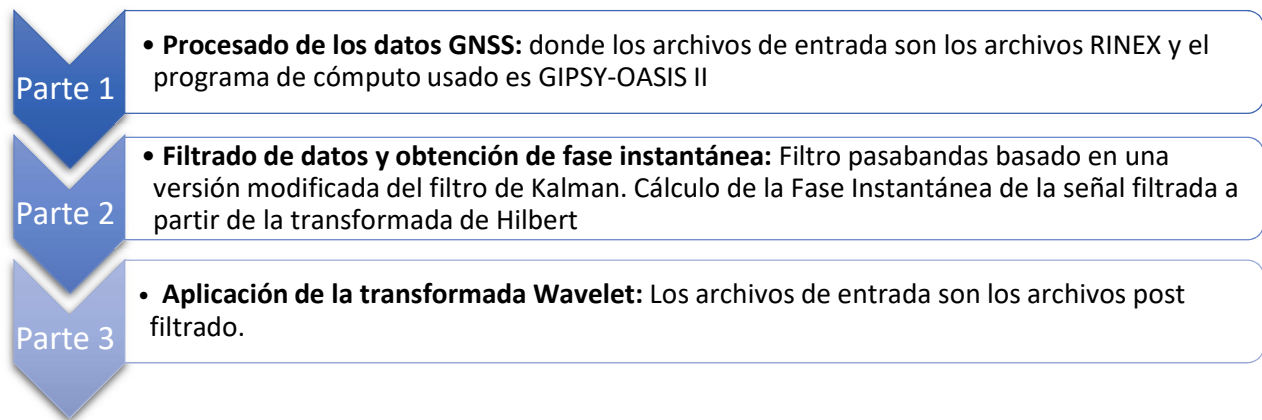 Parte 1
• Procesado de los datos GNSS: donde los archivos de entrada son los archivos RINEX y el
programa de cómputo usado es GIPSY-OASIS II
Parte 2
• Filtrado de datos y obtención de fase instantánea: Filtro pasabandas basado en una
versión modificada del filtro de Kalman. Cálculo de la Fase Instantánea de la señal filtrada a
partir de la transformada de Hilbert
Parte 3
• Aplicación de la transformada Wavelet: Los archivos de entrada son los archivos post
filtrado.